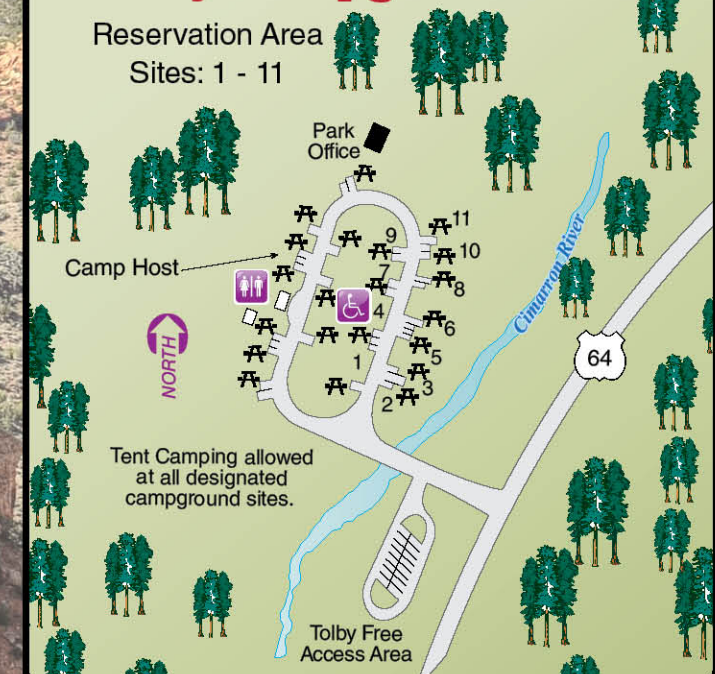 Reservation Area
Sites: 1 - 11
Park
Office
11
9
10
Camp Host
7
8
4
6
5
1
3
2
Cimarron River
64
NORTH
Tent Camping allowed
at all designated
campground sites.
Tolby Free
Access Area